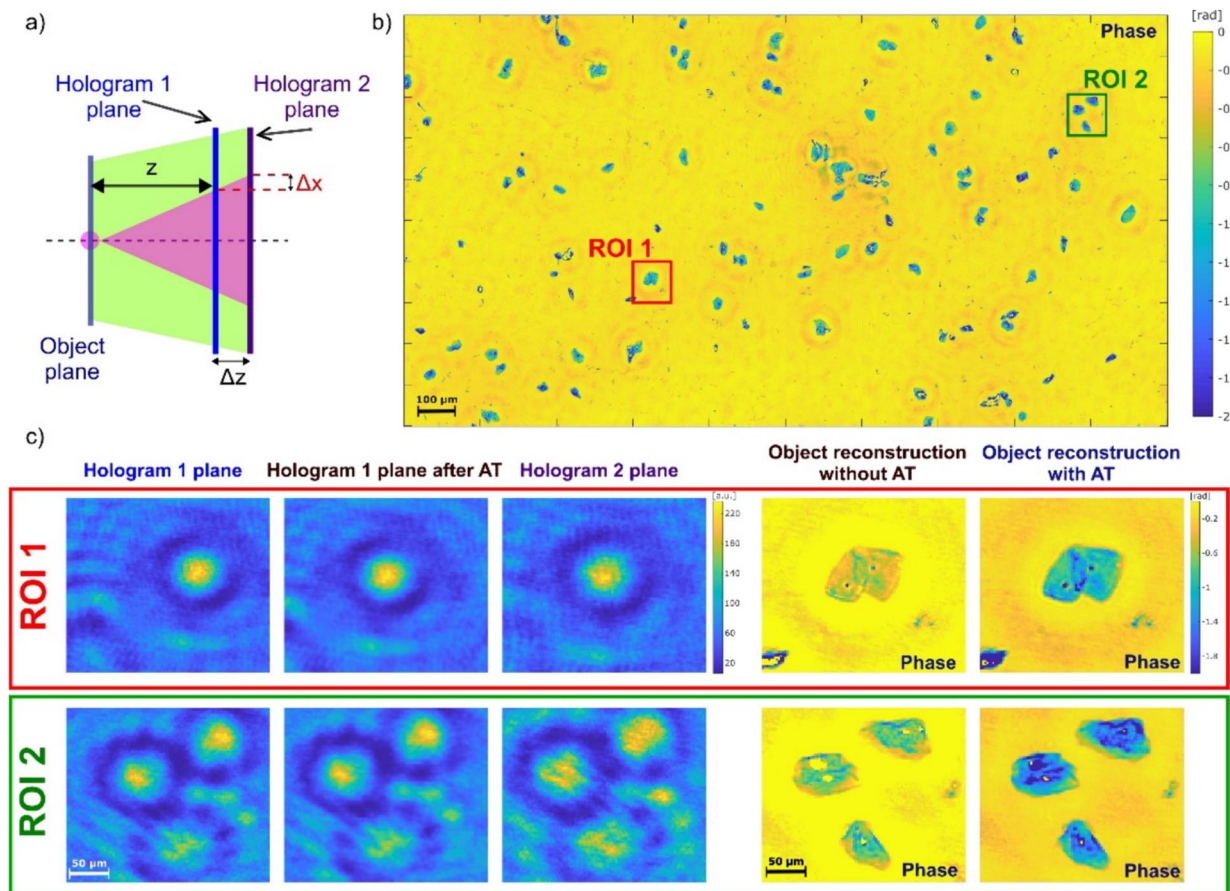 a)
Hologram 1
plane
Hologram 2
plane
z
Δx
Object
plane
Δz
b)
Phase
ROI 2
ROI 1
100 μm
[rad]
0
-0
-0
-0
-0
-1
-1
-1
-1
-1
-2
c)
Hologram 1 plane
Hologram 1 plane after AT
Hologram 2 plane
Object reconstruction
without AT
Object reconstruction
with AT
ROI 1
[a.u.]
220
180
140
100
60
20
Phase
Phase
[rad]
-0.2
-0.6
-1
-1.4
-1.8
ROI 2
50 μm
50 μm
Phase
Phase